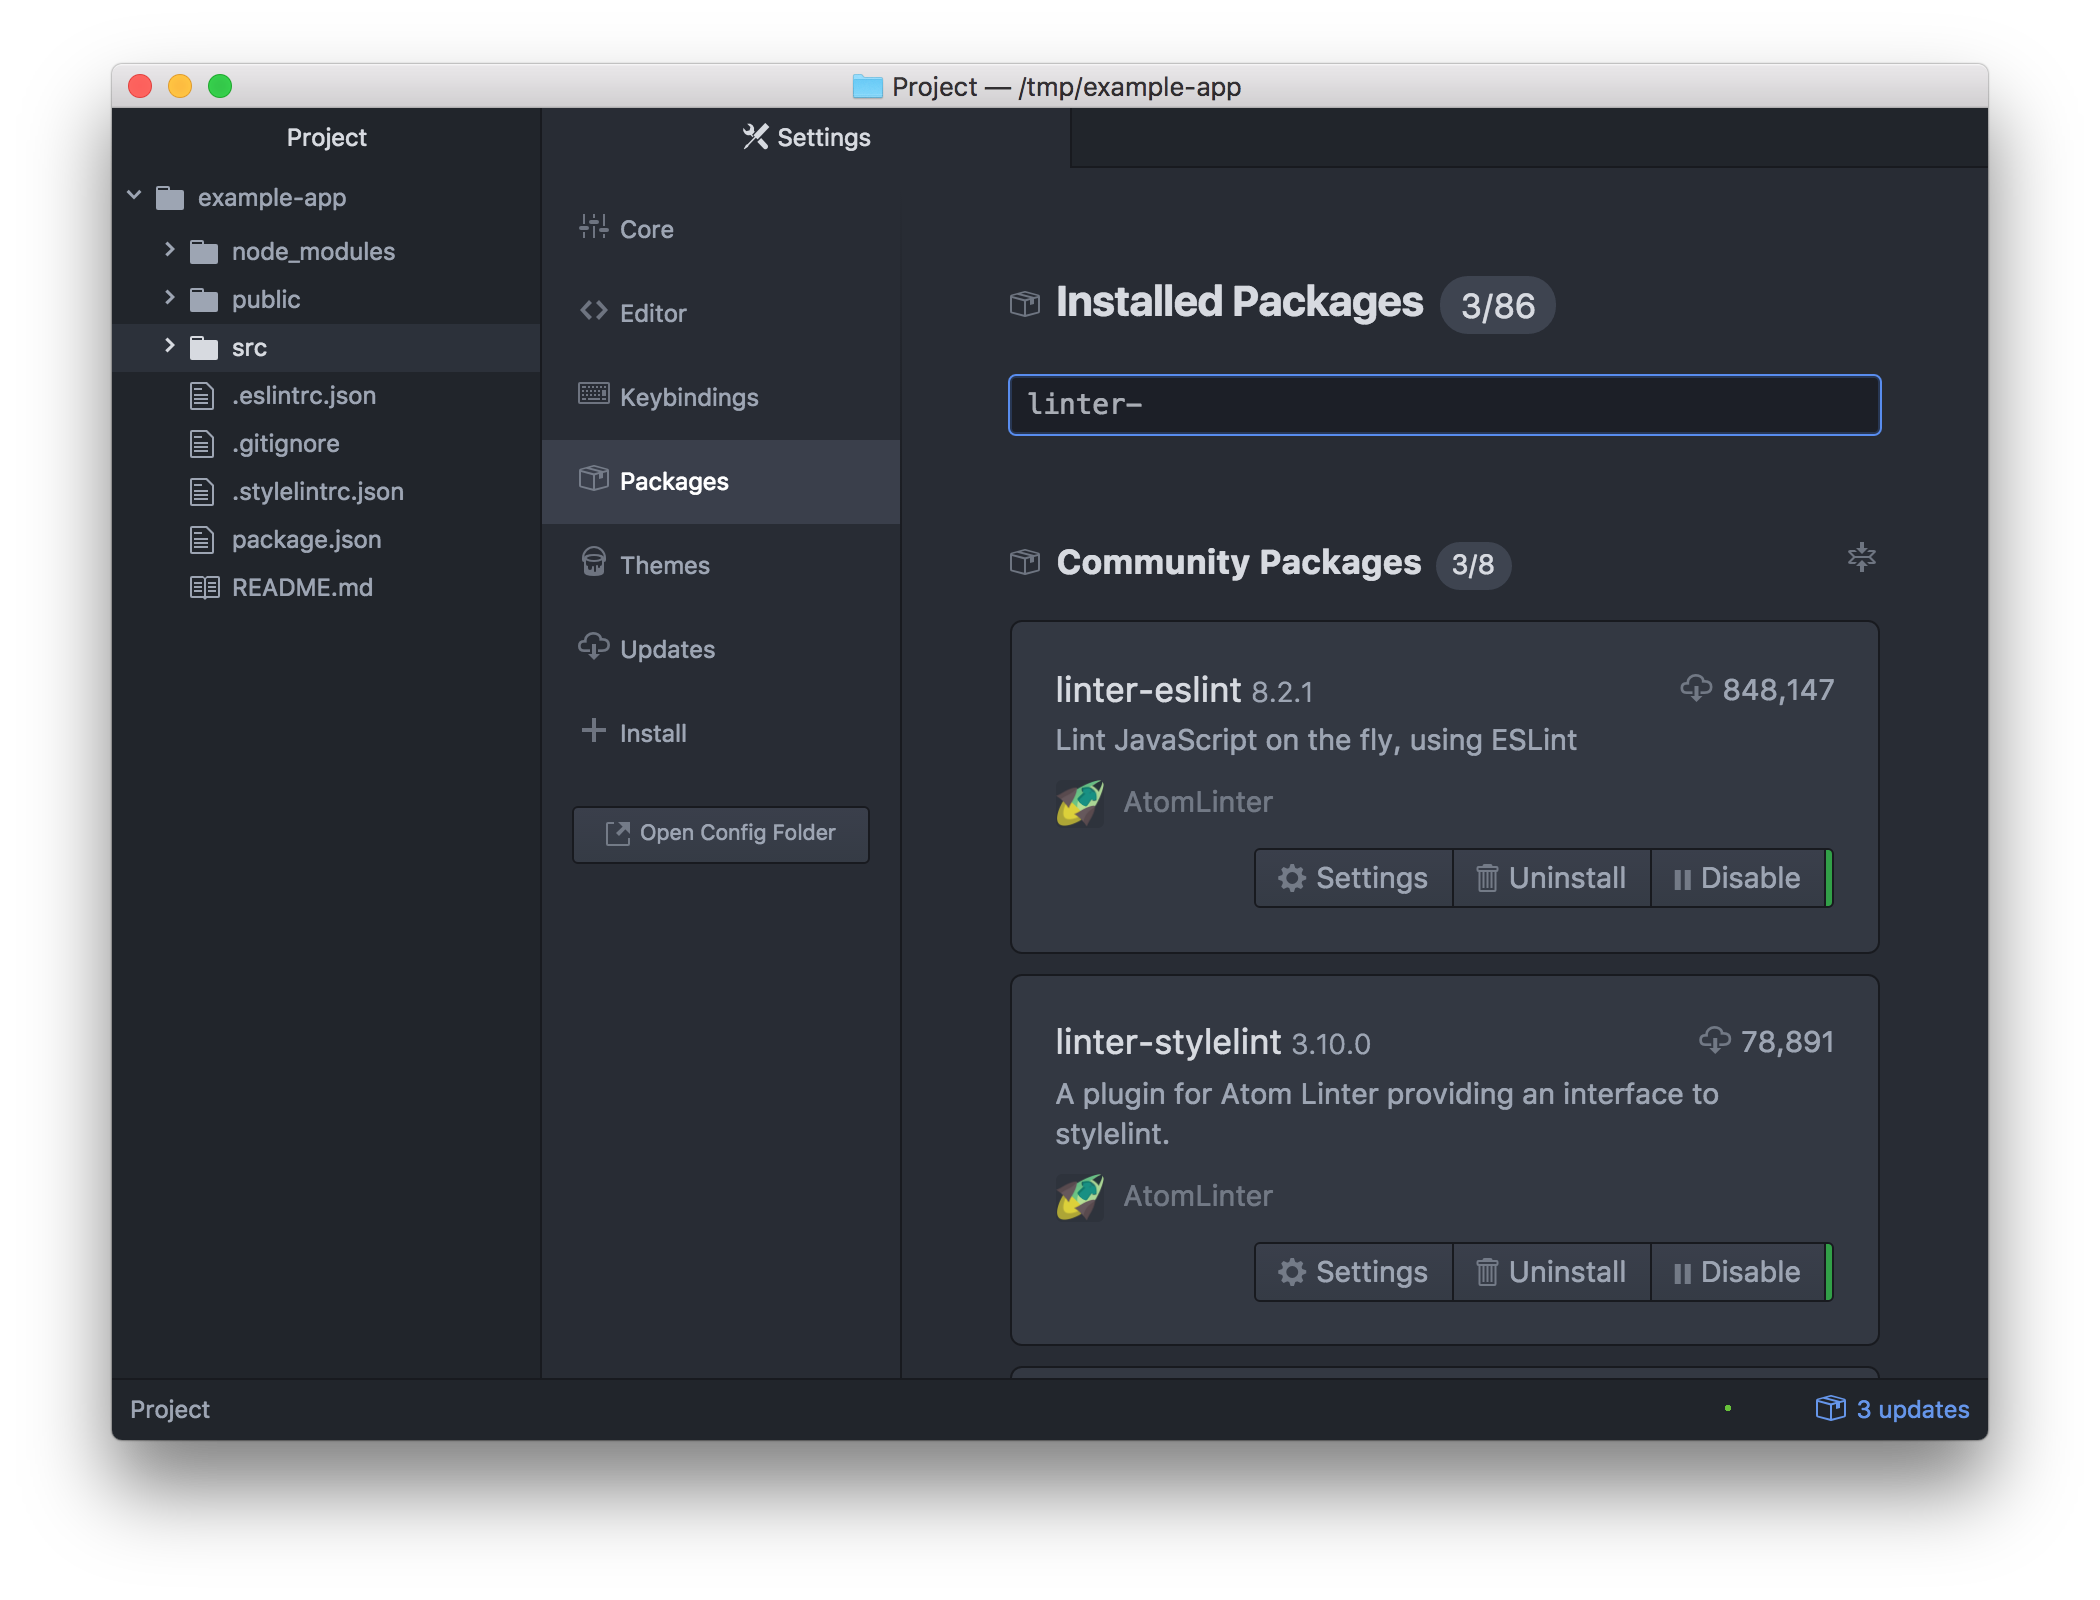 Project — /tmp/example-app
Project
example-app
node_modules
public
src
.eslintrc.json
.gitignore
.stylelintrc.json
package.json
README.md
Settings
Core
Editor
Keybindings
Packages
Themes
Updates
Install
Open Config Folder
Installed Packages 3/86
linter-
Community Packages 3/8
linter-eslint 8.2.1 848,147
Lint JavaScript on the fly, using ESLint
AtomLinter
Settings Uninstall Disable
linter-stylelint 3.10.0 78,891
A plugin for Atom Linter providing an interface to
stylelint.
AtomLinter
Settings Uninstall Disable
Project
3 updates